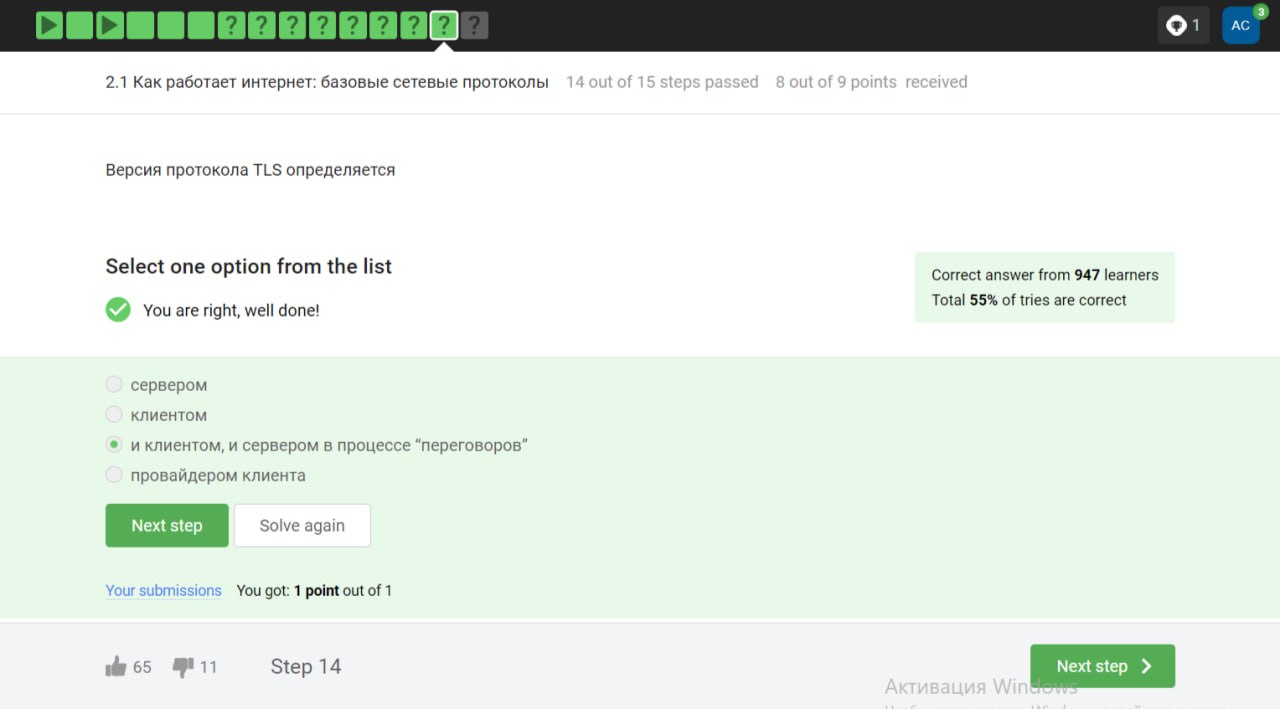 ? ? ? ? ? ? ? ? ?
1
AC
3
2.1 Как работает интернет: базовые сетевые протоколы 14 out of 15 steps passed 8 out of 9 points received
Версия протокола TLS определяется
Select one option from the list
You are right, well done!
Correct answer from 947 learners
Total 55% of tries are correct
сервером
клиентом
и клиентом, и сервером в процессе “переговоров”
провайдером клиента
Next step Solve again
Your submissions You got: 1 point out of 1
65 11 Step 14
Next step
Активация Windows